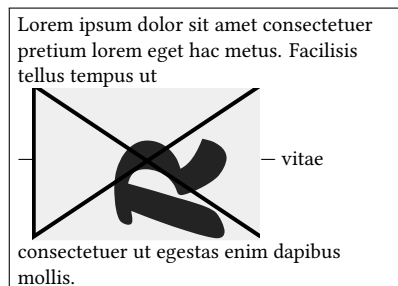 Lorem ipsum dolor sit amet consectetuer
pretium lorem eget hac metus. Facilisis
tellus tempus ut
— — vitae
consectetuer ut egestas enim dapibus
mollis.